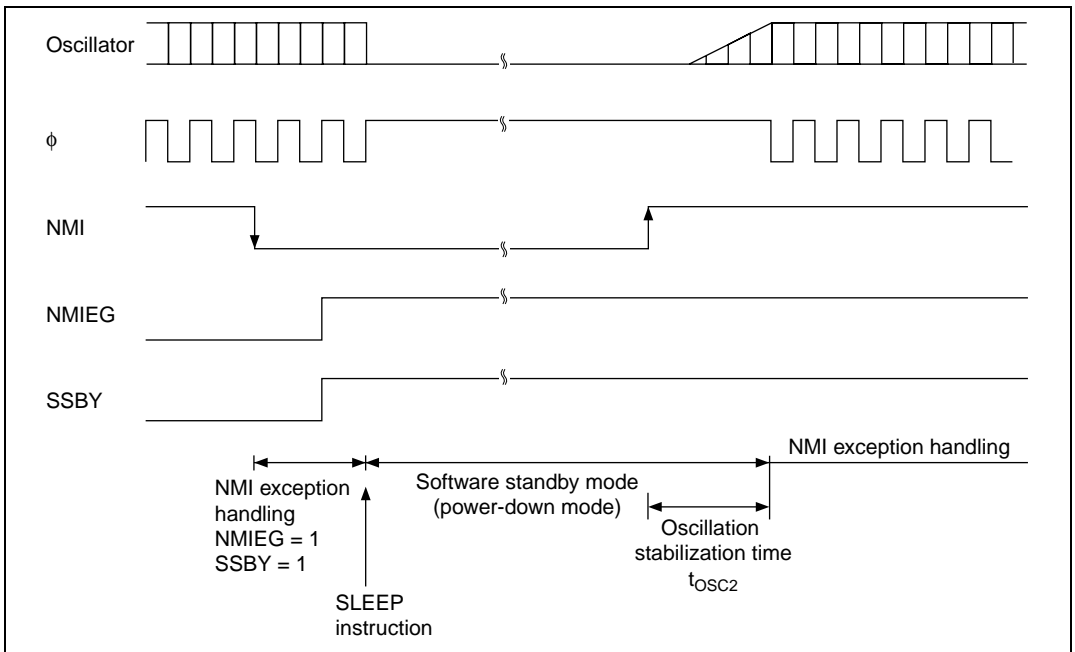 Oscillator
ϕ
NMI
NMIEG
SSBY
NMI exception
handling
NMIEG = 1
SSBY = 1
SLEEP
instruction
Software standby mode
(power-down mode)
Oscillation
stabilization time
tOSC2
NMI exception handling